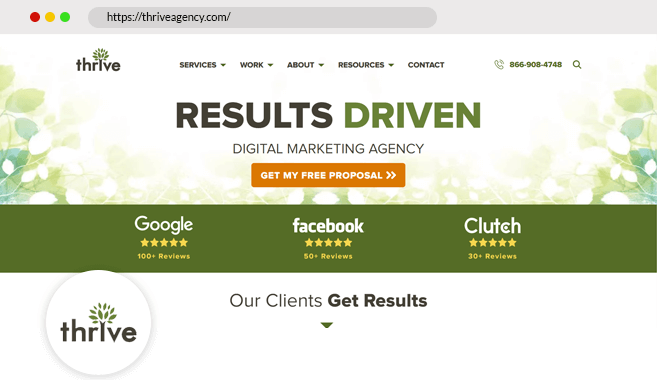 https://thriveagency.com/
thrive
SERVICES WORK ABOUT RESOURCES CONTACT
866-908-4748
RESULTS DRIVEN
DIGITAL MARKETING AGENCY
GET MY FREE PROPOSAL
Google facebook Clutch
100+ Reviews 50+ Reviews 30+ Reviews
Our Clients Get Results
thrive